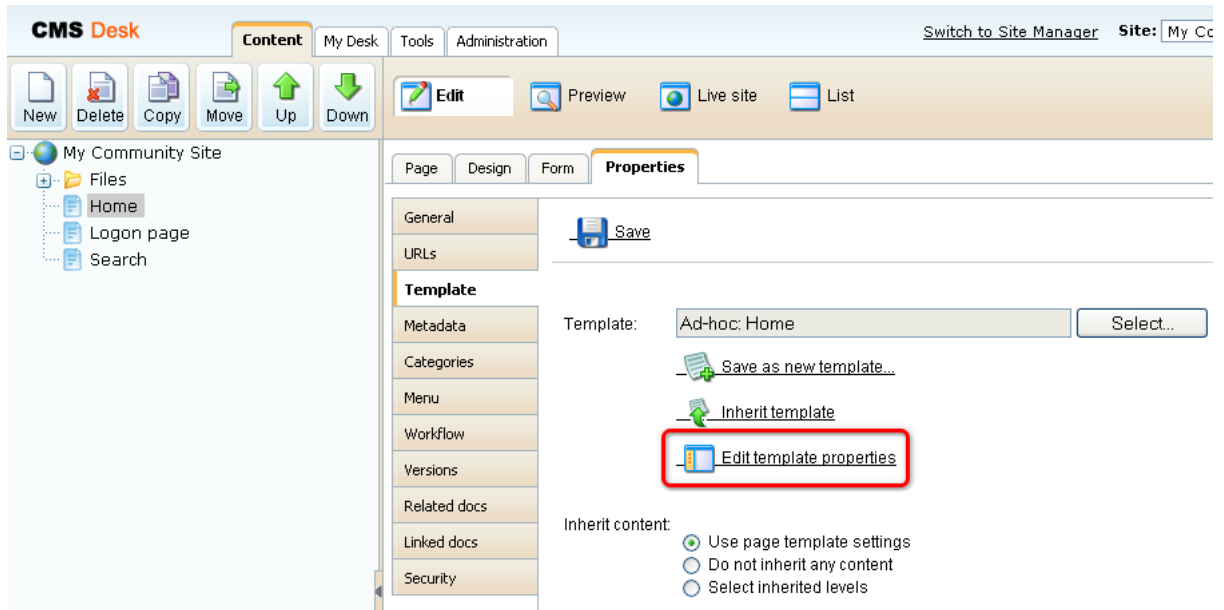 CMS Desk
Content My Desk Tools Administration
Switch to Site Manager Site: My Co
New Delete Copy Move Up Down
Edit Preview Live site List
My Community Site
Files
Home
Logon page
Search
Page Design Form Properties
General
URLs
Template
Metadata
Categories
Menu
Workflow
Versions
Related docs
Linked docs
Security
Save
Template: Ad-hoc: Home Select...
Save as new template...
Inherit template
Edit template properties
Inherit content:
Use page template settings
Do not inherit any content
Select inherited levels